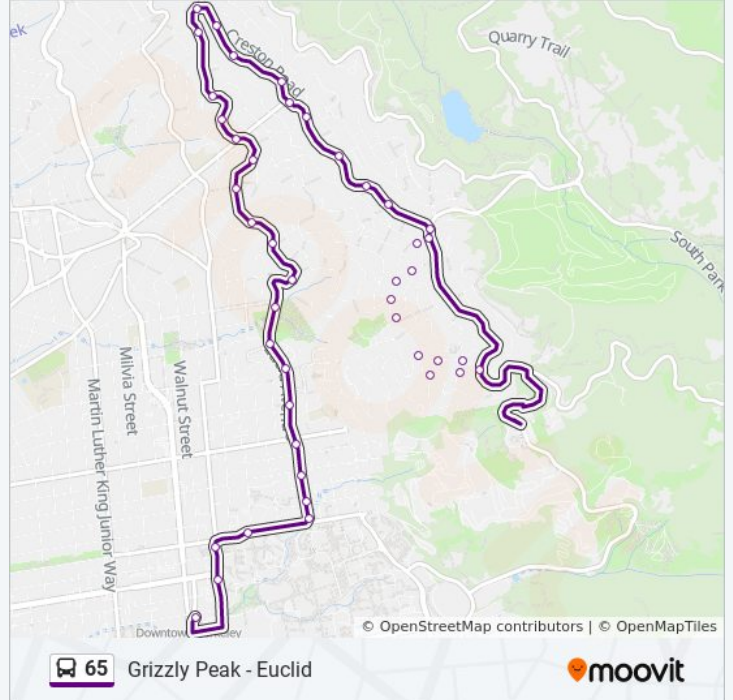 ek
Creston Road
Quarry Trail
South Park
Milvia Street
Walnut Street
Martin Luther King Junior Way
© OpenStreetMap contributors | © OpenMapTiles
65 Grizzly Peak - Euclid
moovit